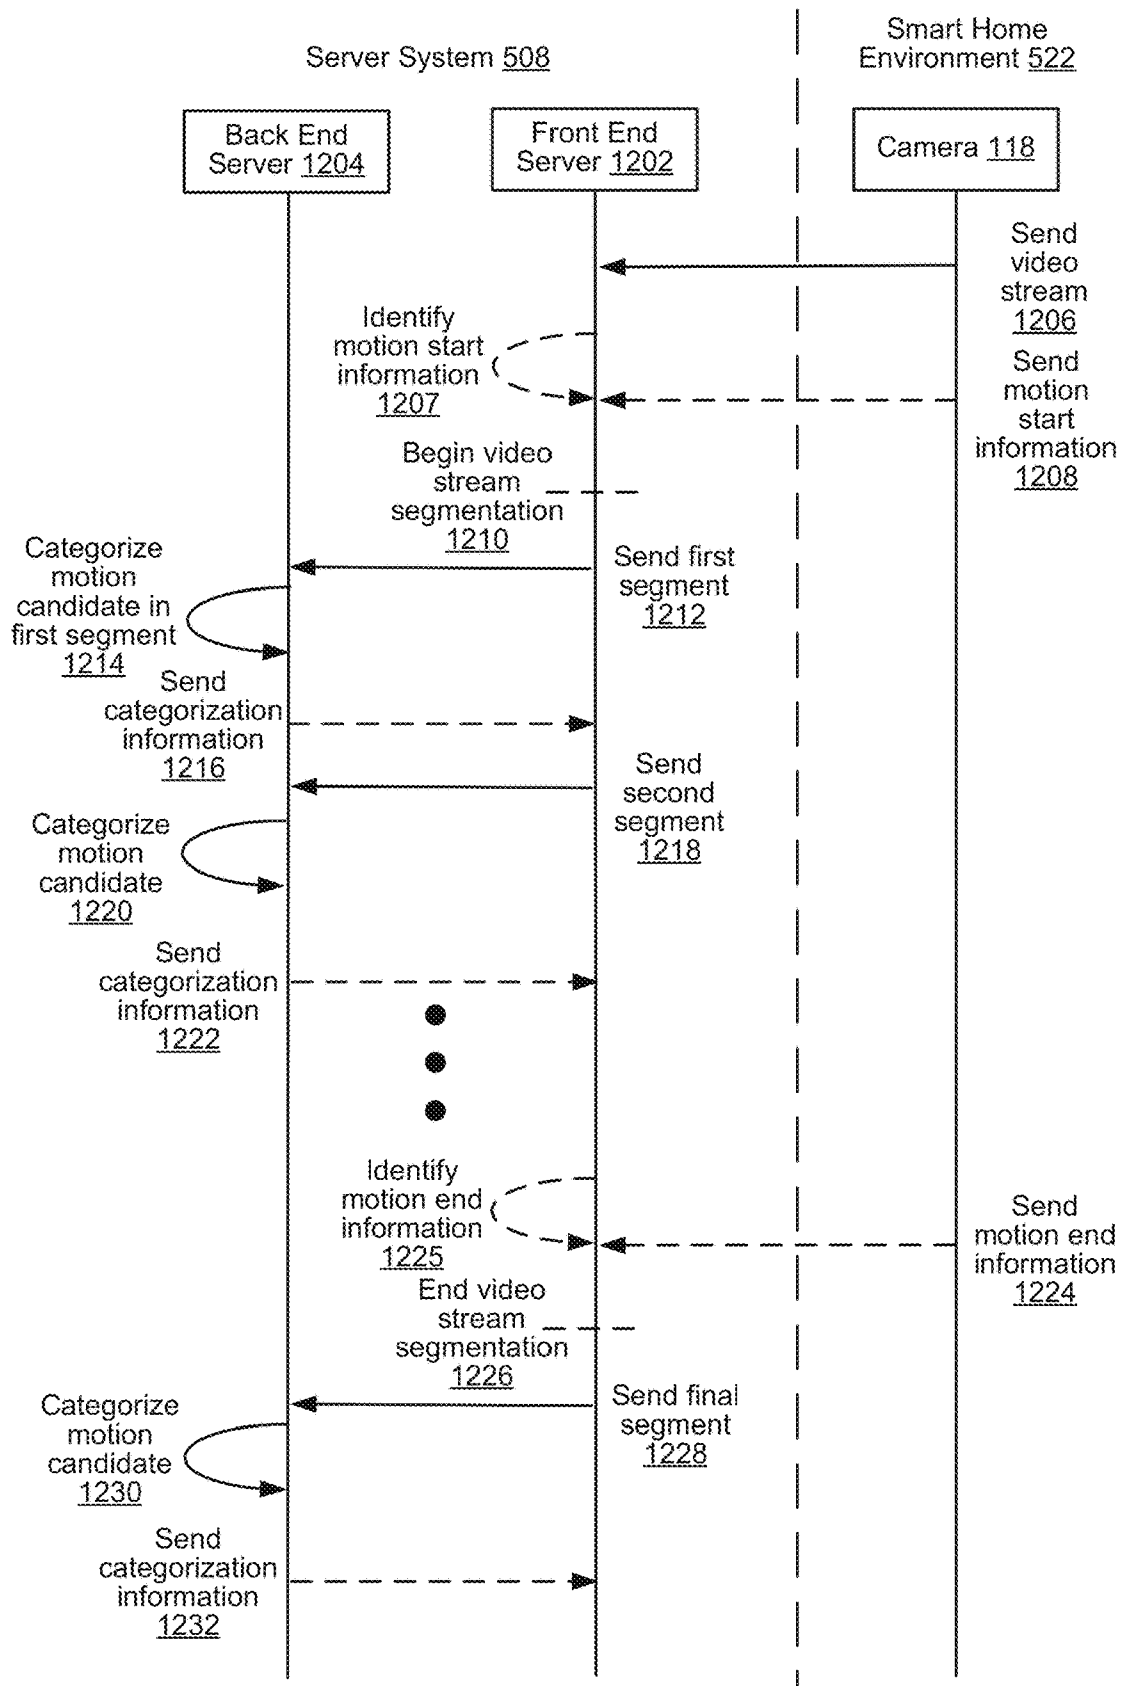 Server System 508
Smart Home
Environment 522
Back End
Server 1204
Front End
Server 1202
Camera 118
Send
video
stream
1206
Identify
motion start
information
1207
Send
motion
start
information
1208
Begin video
stream
segmentation
1210
Categorize
motion
candidate in
first segment
1214
Send first
segment
1212
Send
categorization
information
1216
Send
second
segment
1218
Categorize
motion
candidate
1220
Send
categorization
information
1222
Identify
motion end
information
1225
Send
motion end
information
1224
End video
stream
segmentation
1226
Send final
segment
1228
Categorize
motion
candidate
1230
Send
categorization
information
1232